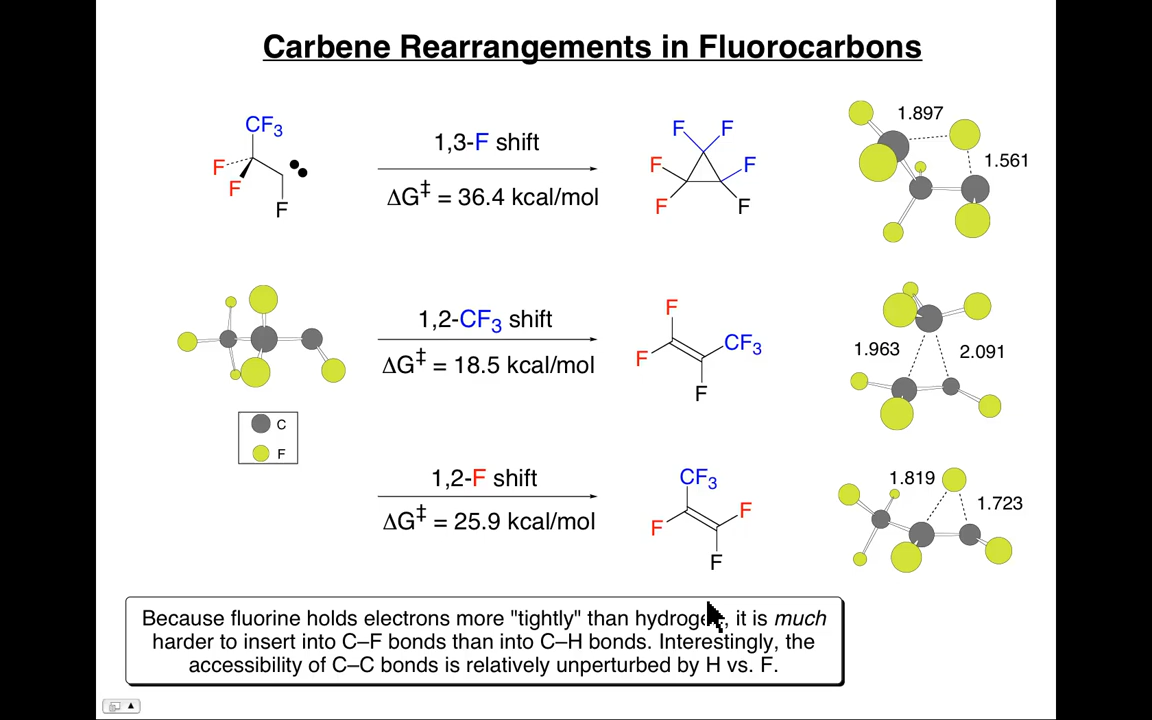 Carbene Rearrangements in Fluorocarbons
CF3
F
F
F
1,3-F shift
ΔG‡ = 36.4 kcal/mol
F F
F F
F F
1.897
1.561
1,2-CF3 shift
ΔG‡ = 18.5 kcal/mol
F
F
CF3
F
1.963
2.091
C
F
1,2-F shift
ΔG‡ = 25.9 kcal/mol
CF3
F
F
F
1.819
1.723
Because fluorine holds electrons more "tightly" than hydrogen, it is much
harder to insert into C–F bonds than into C–H bonds. Interestingly, the
accessibility of C–C bonds is relatively unperturbed by H vs. F.